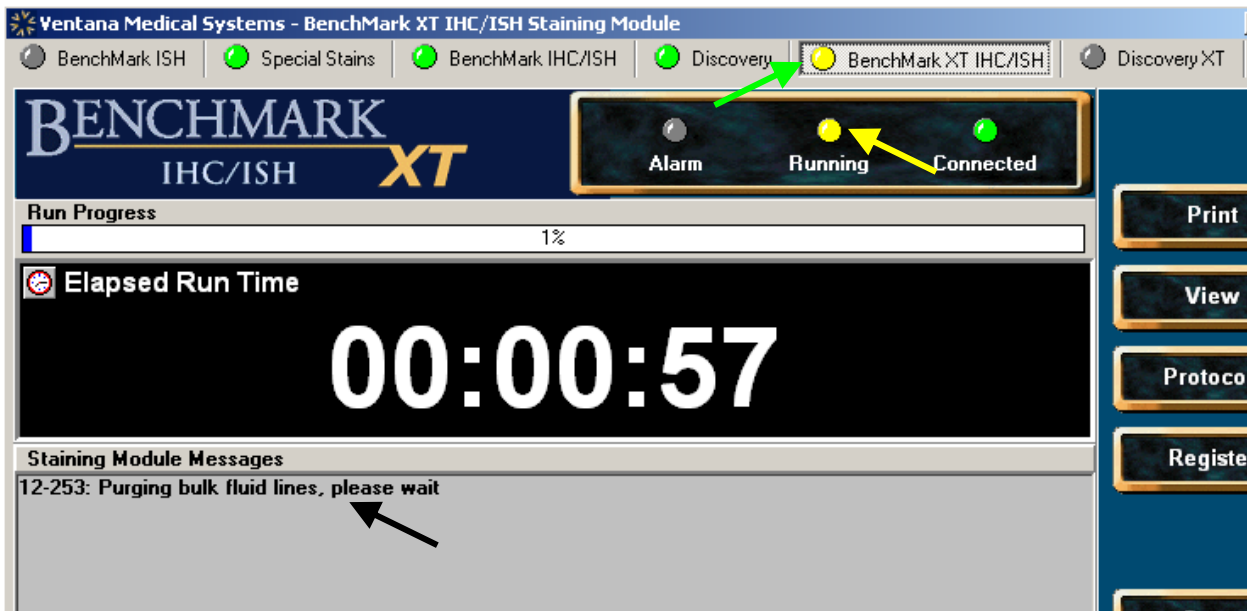 Ventana Medical Systems - BenchMark XT IHC/ISH Staining Module
BenchMark ISH Special Stains BenchMark IHC/ISH Discovery BenchMark XT IHC/ISH Discovery XT
BENCHMARK
IHC/ISH XT
Alarm Running Connected
Run Progress
1%
Elapsed Run Time
00:00:57
Staining Module Messages
12-253: Purging bulk fluid lines, please wait
Print
View
Protoco
Registe